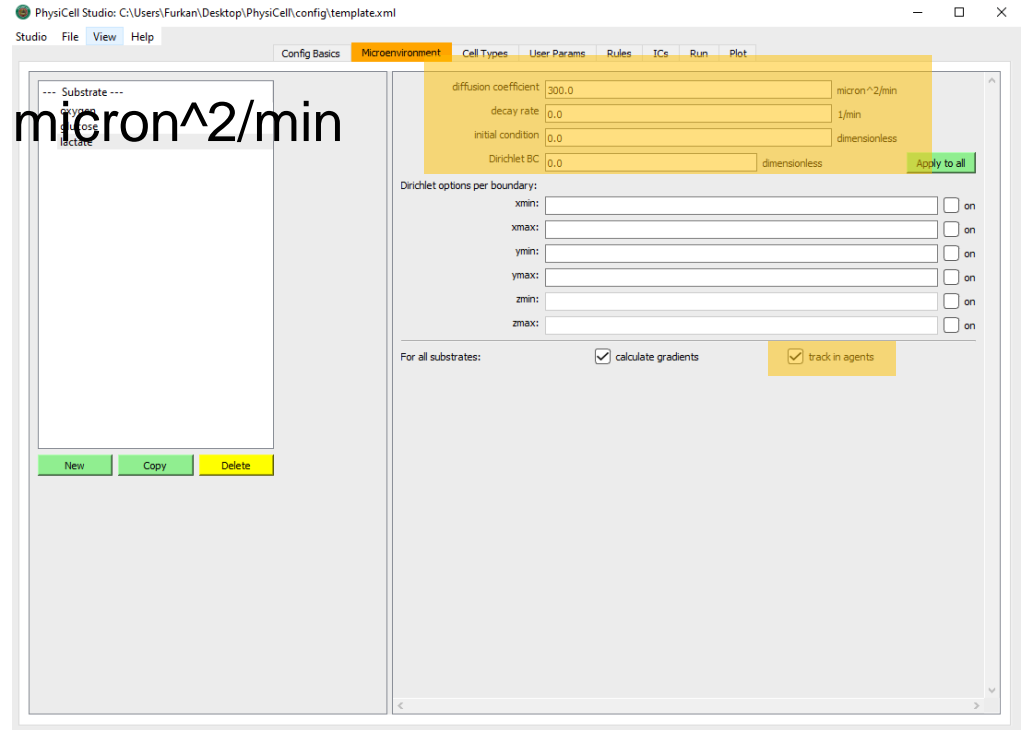 PhysiCell Studio: C:\Users\Furkan\Desktop\PhysiCell\config\template.xml
Studio File View Help
Config Basics Microenvironment Cell Types User Params Rules ICs Run Plot
--- Substrate ---
oxygen
glucose
lactate
micron^2/min
New Copy Delete
diffusion coefficient 300.0 micron^2/min
decay rate 0.0 1/min
initial condition 0.0 dimensionless
Dirichlet BC 0.0 dimensionless Apply to all
Dirichlet options per boundary:
xmin: on
xmax: on
ymin: on
ymax: on
zmin: on
zmax: on
For all substrates: calculate gradients track in agents